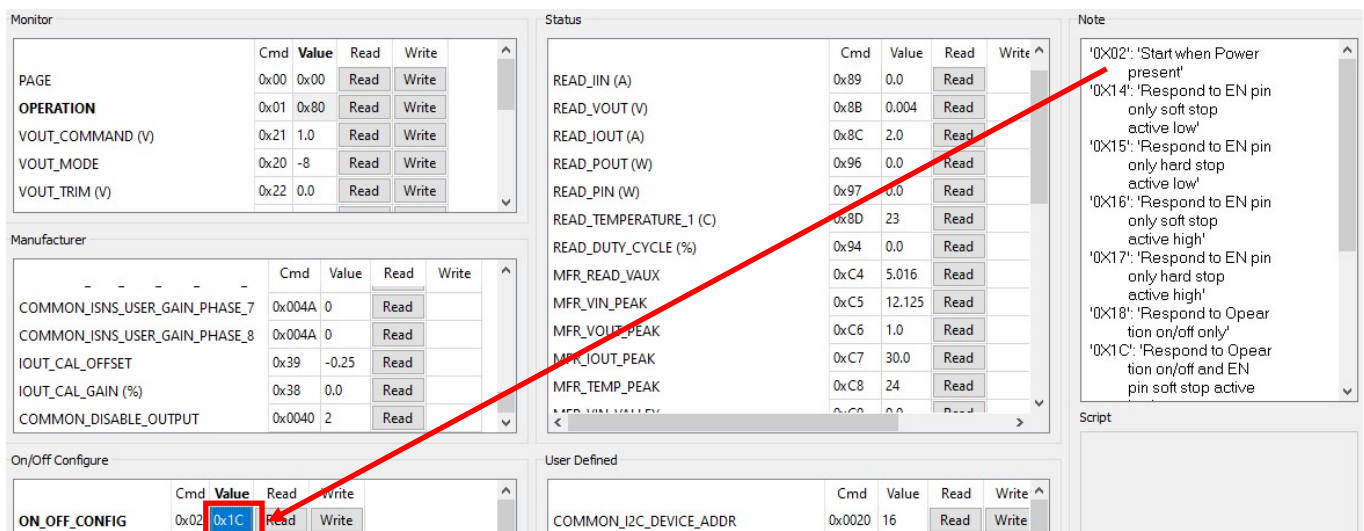 Monitor
Cmd Value Read Write
PAGE 0x00 0x00 Read Write
OPERATION 0x01 0x80 Read Write
VOUT_COMMAND (V) 0x21 1.0 Read Write
VOUT_MODE 0x20 -8 Read Write
VOUT_TRIM (V) 0x22 0.0 Read Write
Manufacturer
Cmd Value Read Write
COMMON_ISNS_USER_GAIN_PHASE_7 0x004A 0 Read
COMMON_ISNS_USER_GAIN_PHASE_8 0x004A 0 Read
IOUT_CAL_OFFSET 0x39 -0.25 Read
IOUT_CAL_GAIN (%) 0x38 0.0 Read
COMMON_DISABLE_OUTPUT 0x0040 2 Read
On/Off Configure
Cmd Value Read Write
ON_OFF_CONFIG 0x02 0x1C Read Write
Status
Cmd Value Read Write
READ_IIN (A) 0x89 0.0 Read
READ_VOUT (V) 0x8B 0.004 Read
READ_IOUT (A) 0x8C 2.0 Read
READ_POUT (W) 0x96 0.0 Read
READ_PIN (W) 0x97 0.0 Read
READ_TEMPERATURE_1 (C) 0x8D 23 Read
READ_DUTY_CYCLE (%) 0x94 0.0 Read
MFR_READ_VAUX 0xC4 5.016 Read
MFR_VIN_PEAK 0xC5 12.125 Read
MFR_VOUT_PEAK 0xC6 1.0 Read
MFR_IOUT_PEAK 0xC7 30.0 Read
MFR_TEMP_PEAK 0xC8 24 Read
MFR_VIN_VALLEY 0xC9 0.0 Read
User Defined
Cmd Value Read Write
COMMON_I2C_DEVICE_ADDR 0x0020 16 Read Write
Note
'0X02': 'Start when Power
present'
'0X14': 'Respond to EN pin
only soft stop
active low'
'0X15': 'Respond to EN pin
only hard stop
active low'
'0X16': 'Respond to EN pin
only soft stop
active high'
'0X17': 'Respond to EN pin
only hard stop
active high'
'0X18': 'Respond to Opear
tion on/off only'
'0X1C': 'Respond to Opear
tion on/off and EN
pin soft stop active
Script